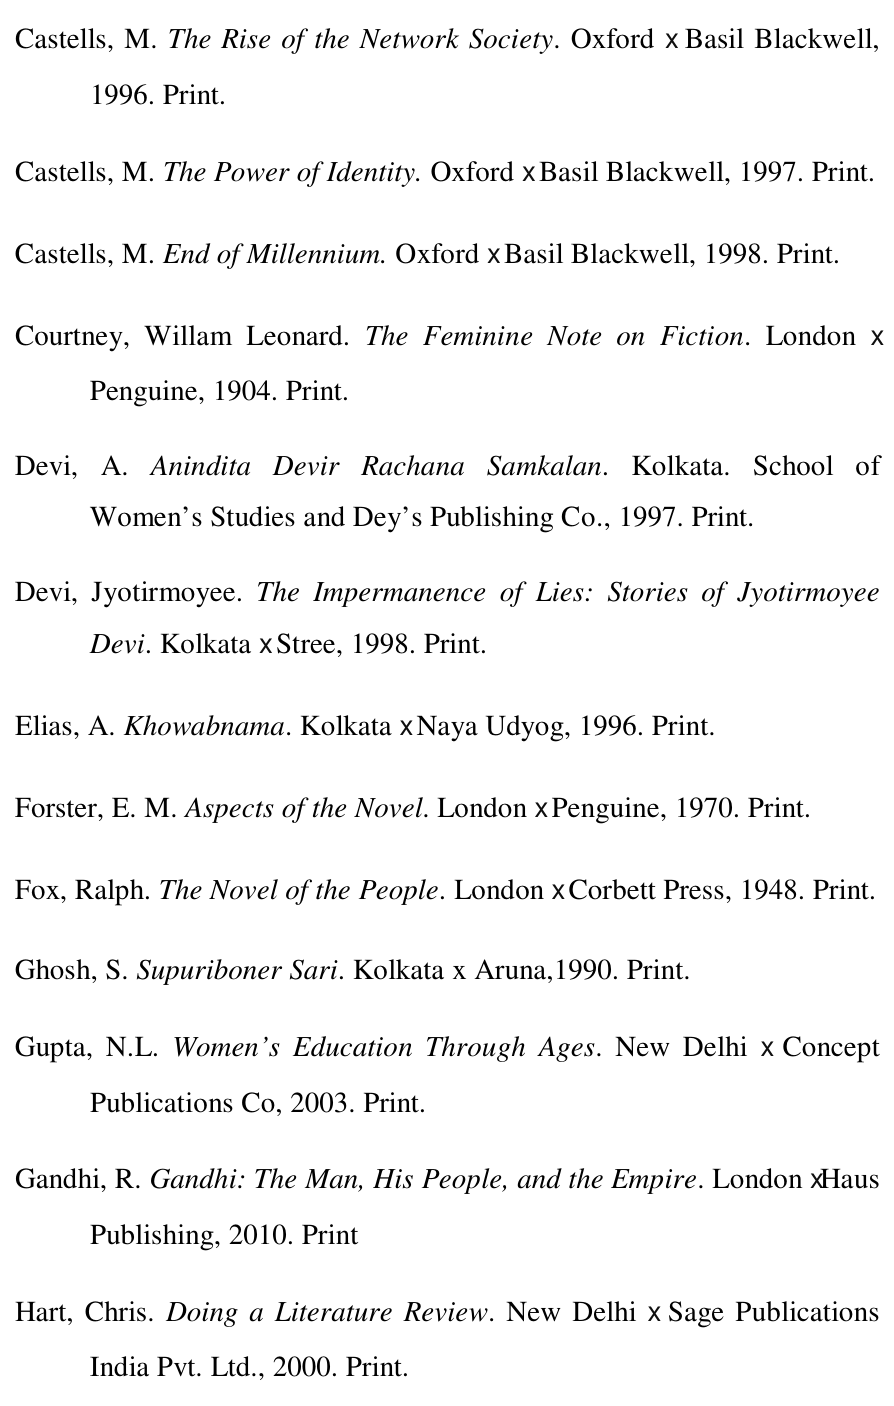 Castells, M. The Rise of the Network Society. Oxford x Basil Blackwell,
1996. Print.
Castells, M. The Power of Identity. Oxford x Basil Blackwell, 1997. Print.
Castells, M. End of Millennium. Oxford x Basil Blackwell, 1998. Print.
Courtney, Willam Leonard. The Feminine Note on Fiction. London x
Penguine, 1904. Print.
Devi, A. Anindita Devir Rachana Samkalan. Kolkata. School of
Women’s Studies and Dey’s Publishing Co., 1997. Print.
Devi, Jyotirmoyee. The Impermanence of Lies: Stories of Jyotirmoyee
Devi. Kolkata x Stree, 1998. Print.
Elias, A. Khowabnama. Kolkata x Naya Udyog, 1996. Print.
Forster, E. M. Aspects of the Novel. London x Penguine, 1970. Print.
Fox, Ralph. The Novel of the People. London x Corbett Press, 1948. Print.
Ghosh, S. Supuriboner Sari. Kolkata x Aruna,1990. Print.
Gupta, N.L. Women’s Education Through Ages. New Delhi x Concept
Publications Co, 2003. Print.
Gandhi, R. Gandhi: The Man, His People, and the Empire. London xHaus
Publishing, 2010. Print
Hart, Chris. Doing a Literature Review. New Delhi x Sage Publications
India Pvt. Ltd., 2000. Print.